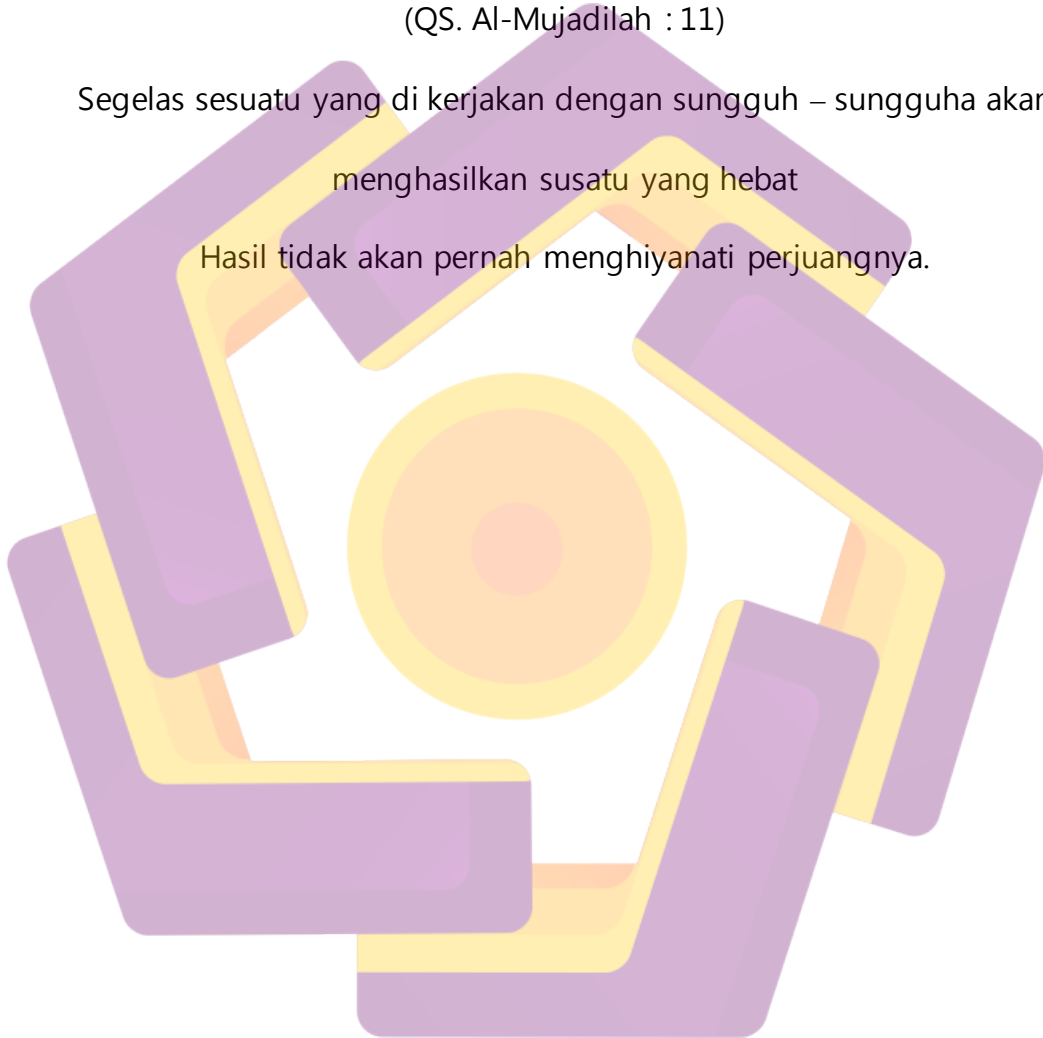 (QS. Al-Mujadilah : 11)
Segelas sesuatu yang di kerjakan dengan sungguh – sungguha akan
menghasilkan susatu yang hebat
Hasil tidak akan pernah menghiyanati perjuangnya.